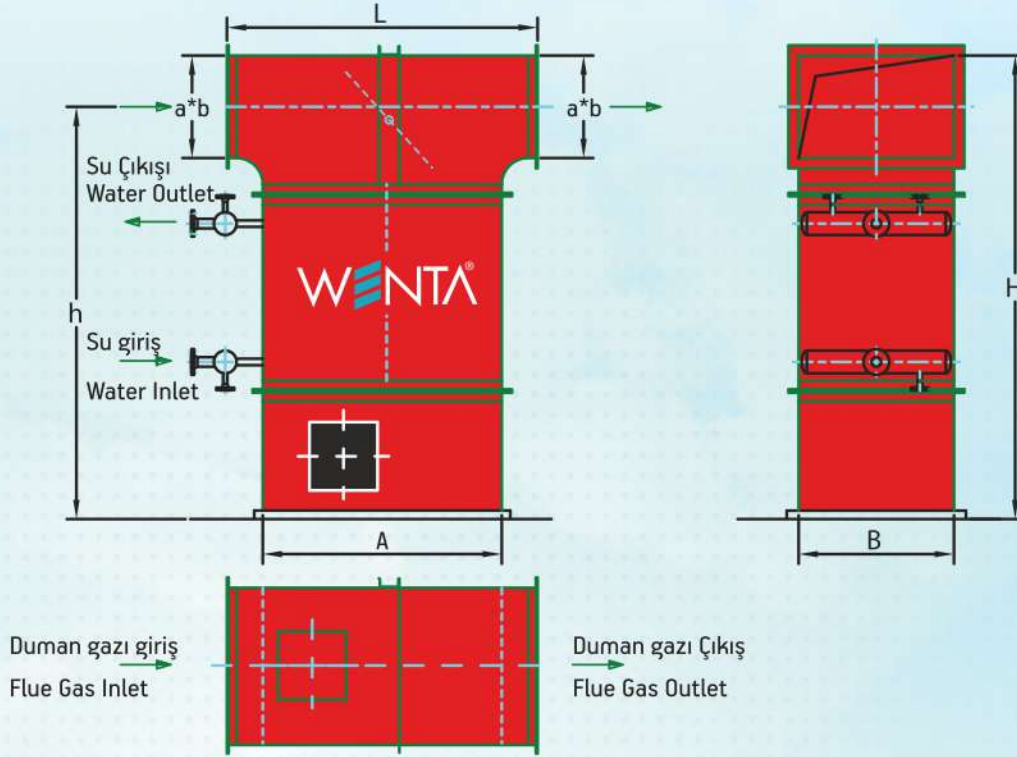 L
a*b
a*b
Su Çıkışı
Water Outlet
WENTA®
h
H
Su giriş
Water Inlet
A
B
Duman gazı giriş
Flue Gas Inlet
Duman gazı Çıkış
Flue Gas Outlet